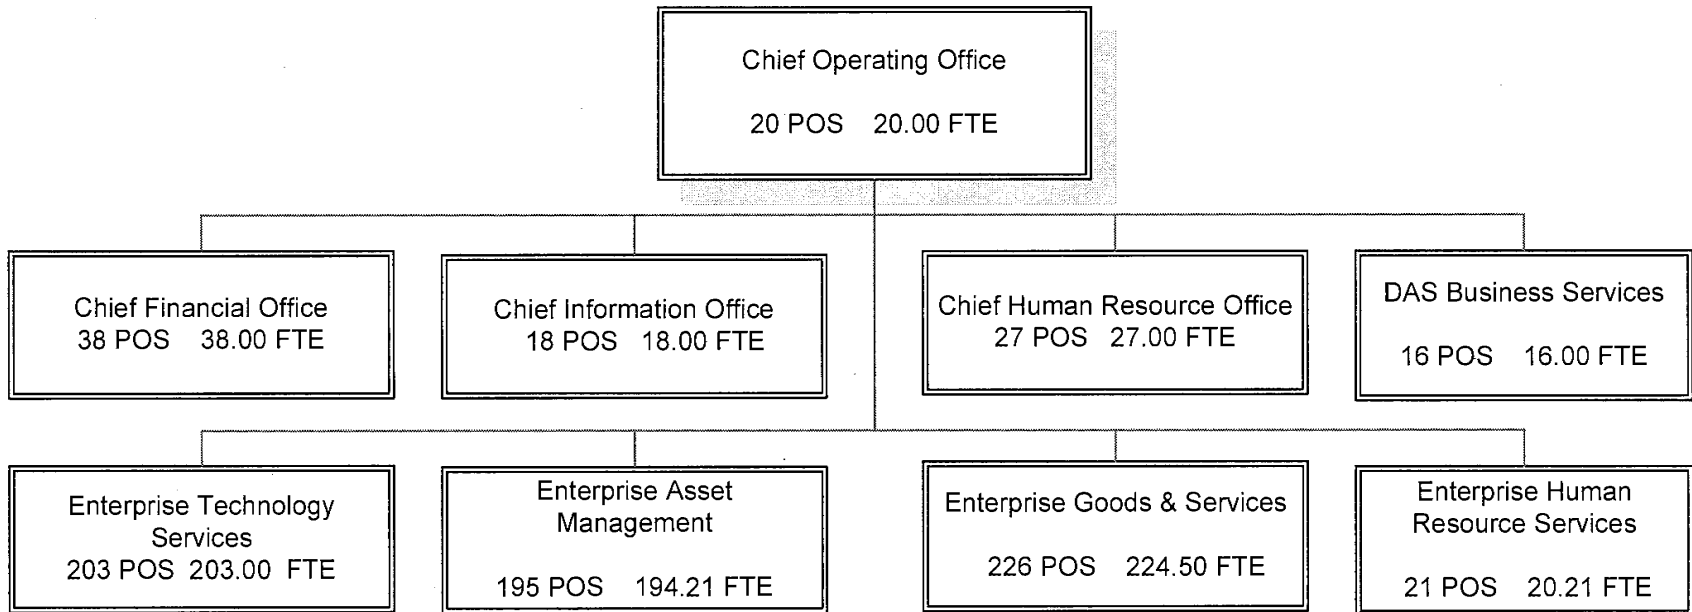 Chief Operating Office
20 POS 20.00 FTE
Chief Financial Office
38 POS 38.00 FTE
Chief Information Office
18 POS 18.00 FTE
Chief Human Resource Office
27 POS 27.00 FTE
DAS Business Services
16 POS 16.00 FTE
Enterprise Technology
Services
203 POS 203.00 FTE
Enterprise Asset
Management
195 POS 194.21 FTE
Enterprise Goods & Services
226 POS 224.50 FTE
Enterprise Human
Resource Services
21 POS 20.21 FTE